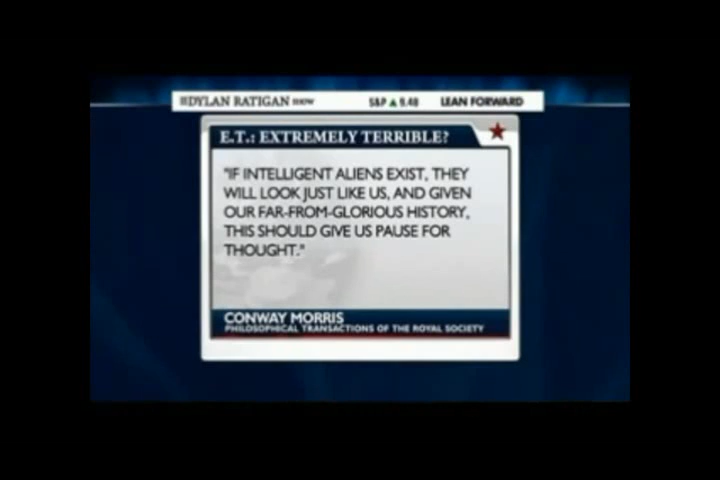 THE DYLAN RATIGAN SHOW S&P ▲ 9.48 LEAN FORWARD
E.T.: EXTREMELY TERRIBLE?
"IF INTELLIGENT ALIENS EXIST, THEY
WILL LOOK JUST LIKE US, AND GIVEN
OUR FAR-FROM-GLORIOUS HISTORY,
THIS SHOULD GIVE US PAUSE FOR
THOUGHT."
CONWAY MORRIS
PHILOSOPHICAL TRANSACTIONS OF THE ROYAL SOCIETY